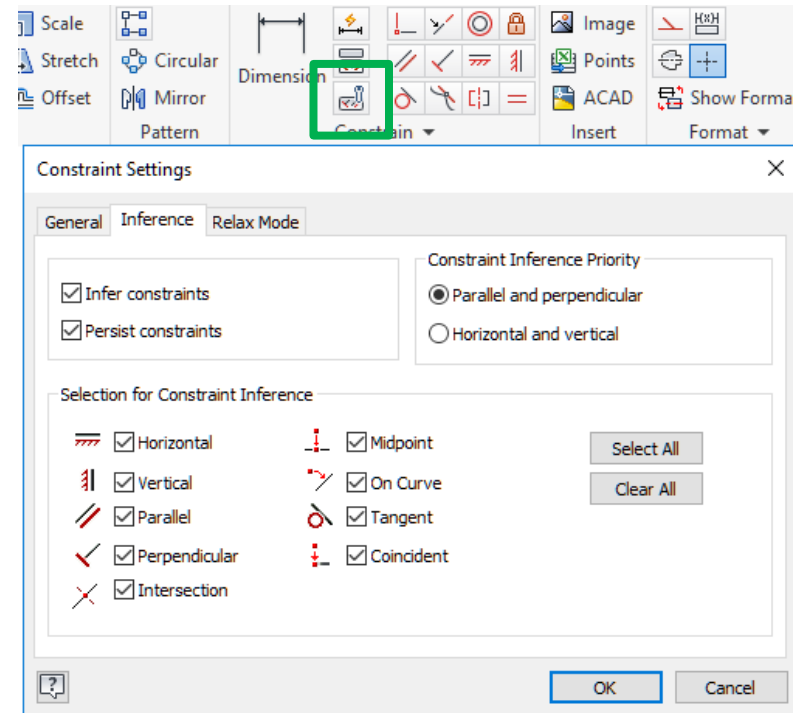 Scale
Image
Stretch
Circular
Dimension
Points
Offset
Mirror
ACAD
Show Forma
Pattern
Constrain
Insert
Format
Constraint Settings
General
Inference
Relax Mode
Infer constraints
Persist constraints
Constraint Inference Priority
Parallel and perpendicular
Horizontal and vertical
Selection for Constraint Inference
Horizontal
Midpoint
Select All
Vertical
On Curve
Clear All
Parallel
Tangent
Perpendicular
Coincident
Intersection
OK
Cancel